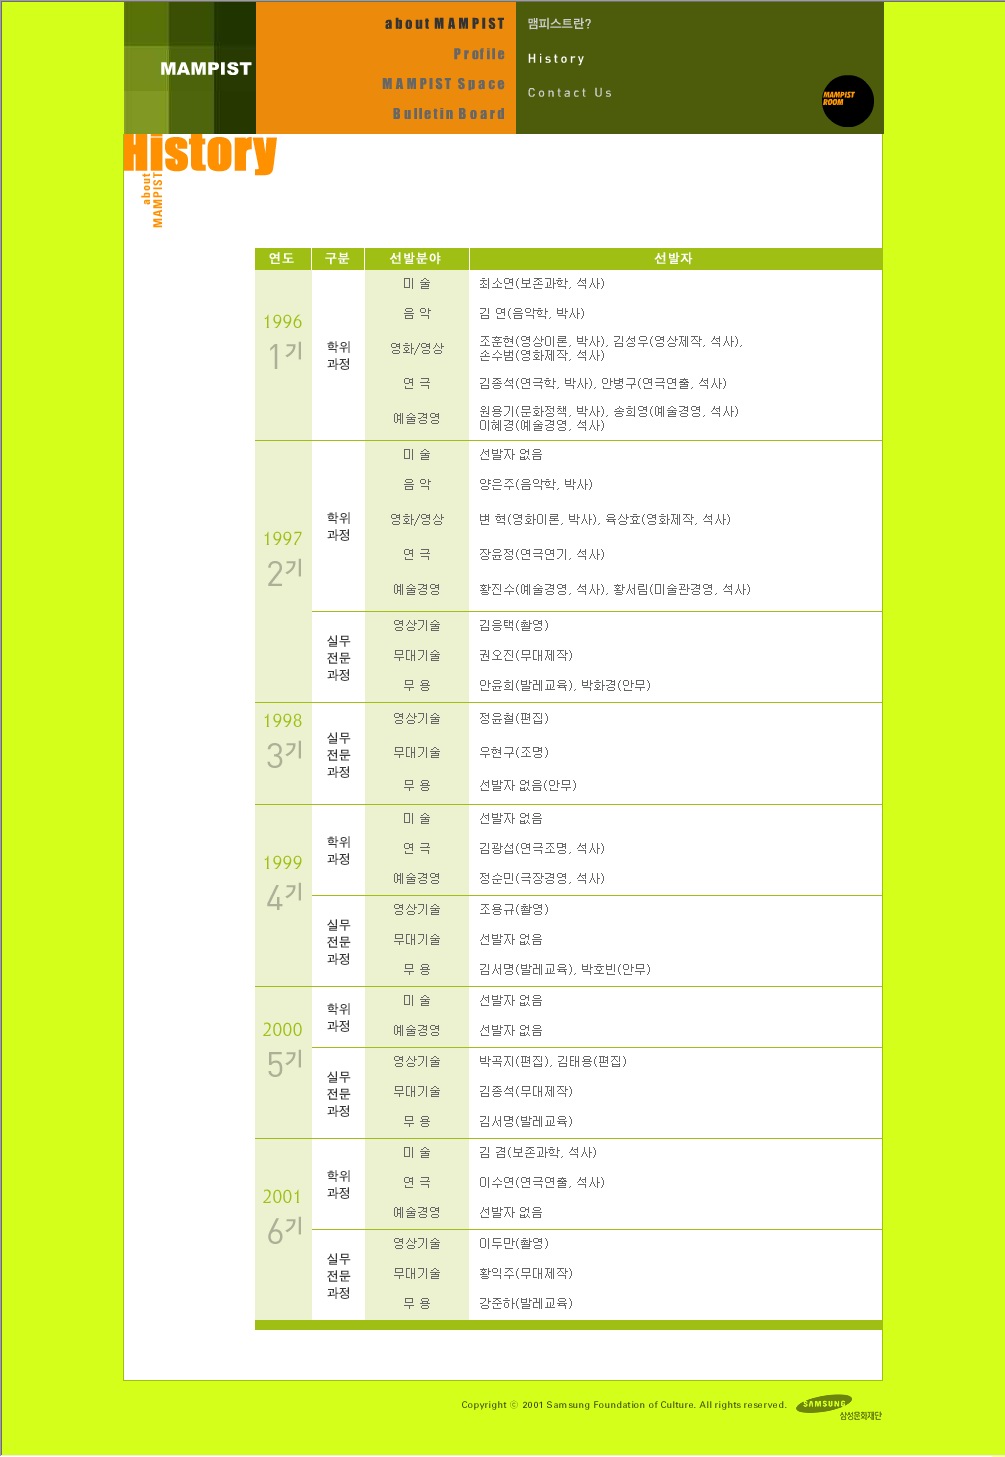 MAMPIST
about MAMPIST
Profile
MAMPIST Space
Bulletin Board
맴피스트란?
History
Contact Us
MAMPIST
ROOM
History
about
MAMPIST
연도 구분 선발분야 선발자
1996
1기
학위
과정
미 술 최소연(보존과학, 석사)
음 악 김 연(음악학, 박사)
영화/영상 조훈현(영상이론, 박사), 김성우(영상제작, 석사),
손수범(영화제작, 석사)
연 극 김종석(연극학, 박사), 안병구(연극연출, 석사)
예술경영 원용기(문화정책, 박사), 송희영(예술경영, 석사)
이혜경(예술경영, 석사)
1997
2기
학위
과정
미 술 선발자 없음
음 악 양은주(음악학, 박사)
영화/영상 변 혁(영화이론, 박사), 육상효(영화제작, 석사)
연 극 장윤정(연극연기, 석사)
예술경영 황진수(예술경영, 석사), 황서림(미술관경영, 석사)
실무
전문
과정
영상기술 김응택(촬영)
무대기술 권오진(무대제작)
무 용 안윤희(발레교육), 박화경(안무)
1998
3기
실무
전문
과정
영상기술 정윤철(편집)
무대기술 우현구(조명)
무 용 선발자 없음(안무)
1999
4기
학위
과정
미 술 선발자 없음
연 극 김광섭(연극조명, 석사)
예술경영 정순민(극장경영, 석사)
실무
전문
과정
영상기술 조용규(촬영)
무대기술 선발자 없음
무 용 김서명(발레교육), 박호빈(안무)
2000
5기
학위
과정
미 술 선발자 없음
예술경영 선발자 없음
실무
전문
과정
영상기술 박곡지(편집), 김태용(편집)
무대기술 김종석(무대제작)
무 용 김서명(발레교육)
2001
6기
학위
과정
미 술 김 겸(보존과학, 석사)
연 극 이수연(연극연출, 석사)
예술경영 선발자 없음
실무
전문
과정
영상기술 이두만(촬영)
무대기술 황익주(무대제작)
무 용 강준하(발레교육)
Copyright ⓒ 2001 Samsung Foundation of Culture. All rights reserved.
SAMSUNG
삼성문화재단